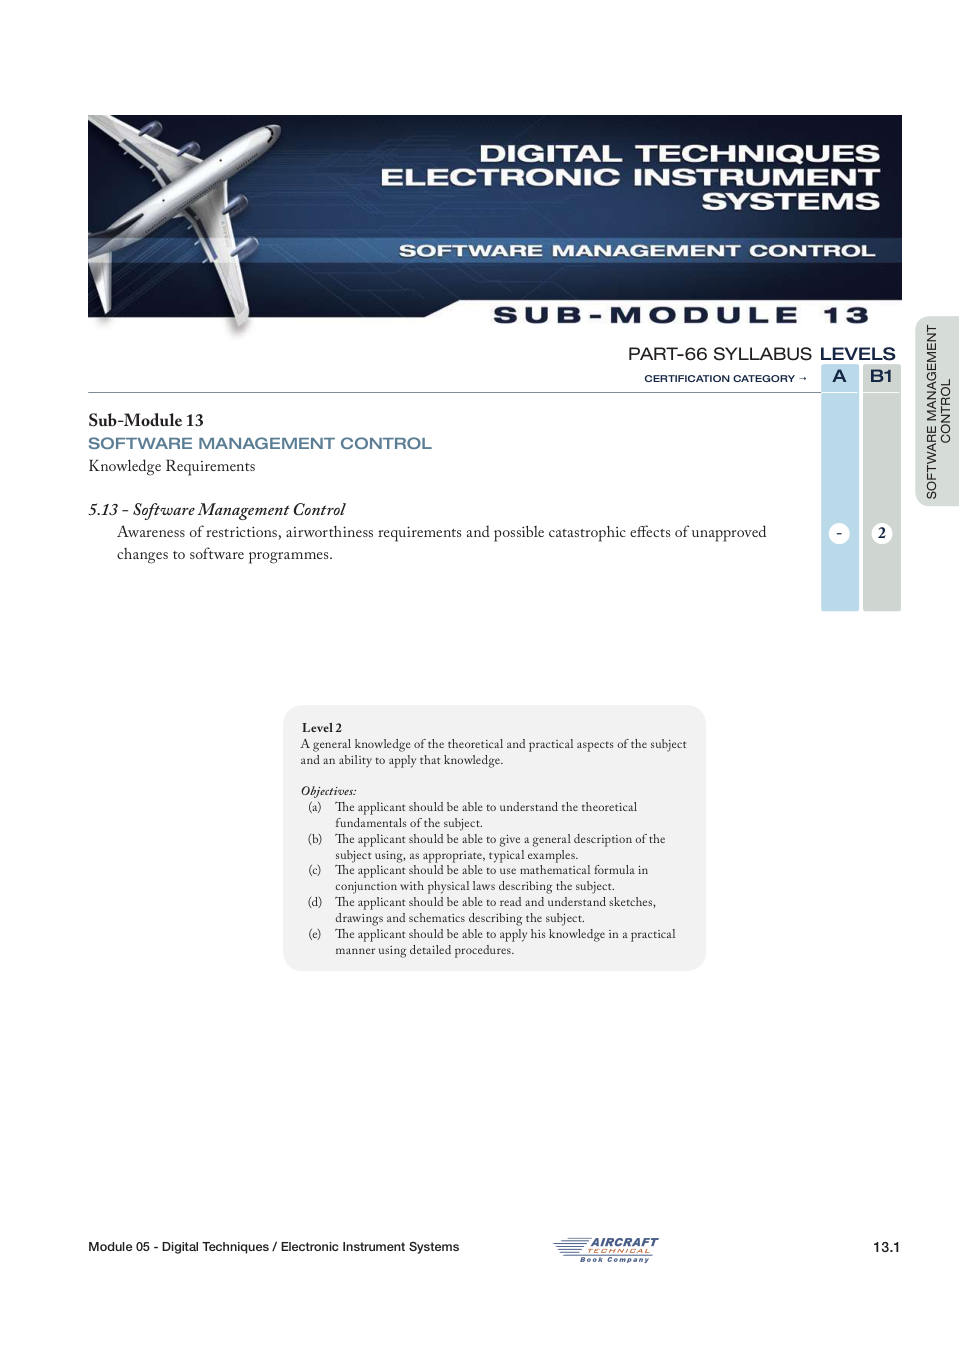 DIGITAL TECHNIQUES
ELECTRONIC INSTRUMENT
SYSTEMS
SOFTWARE MANAGEMENT CONTROL
SUB-MODULE 13
PART-66 SYLLABUS LEVELS
CERTIFICATION CATEGORY → A B1
Sub-Module 13
SOFTWARE MANAGEMENT CONTROL
Knowledge Requirements
5.13 - Software Management Control
Awareness of restrictions, airworthiness requirements and possible catastrophic effects of unapproved - 2
changes to software programmes.
SOFTWARE MANAGEMENT
CONTROL
Level 2
A general knowledge of the theoretical and practical aspects of the subject
and an ability to apply that knowledge.
Objectives:
(a) The applicant should be able to understand the theoretical
fundamentals of the subject.
(b) The applicant should be able to give a general description of the
subject using, as appropriate, typical examples.
(c) The applicant should be able to use mathematical formula in
conjunction with physical laws describing the subject.
(d) The applicant should be able to read and understand sketches,
drawings and schematics describing the subject.
(e) The applicant should be able to apply his knowledge in a practical
manner using detailed procedures.
Module 05 - Digital Techniques / Electronic Instrument Systems
AIRCRAFT
TECHNICAL
Book Company
13.1